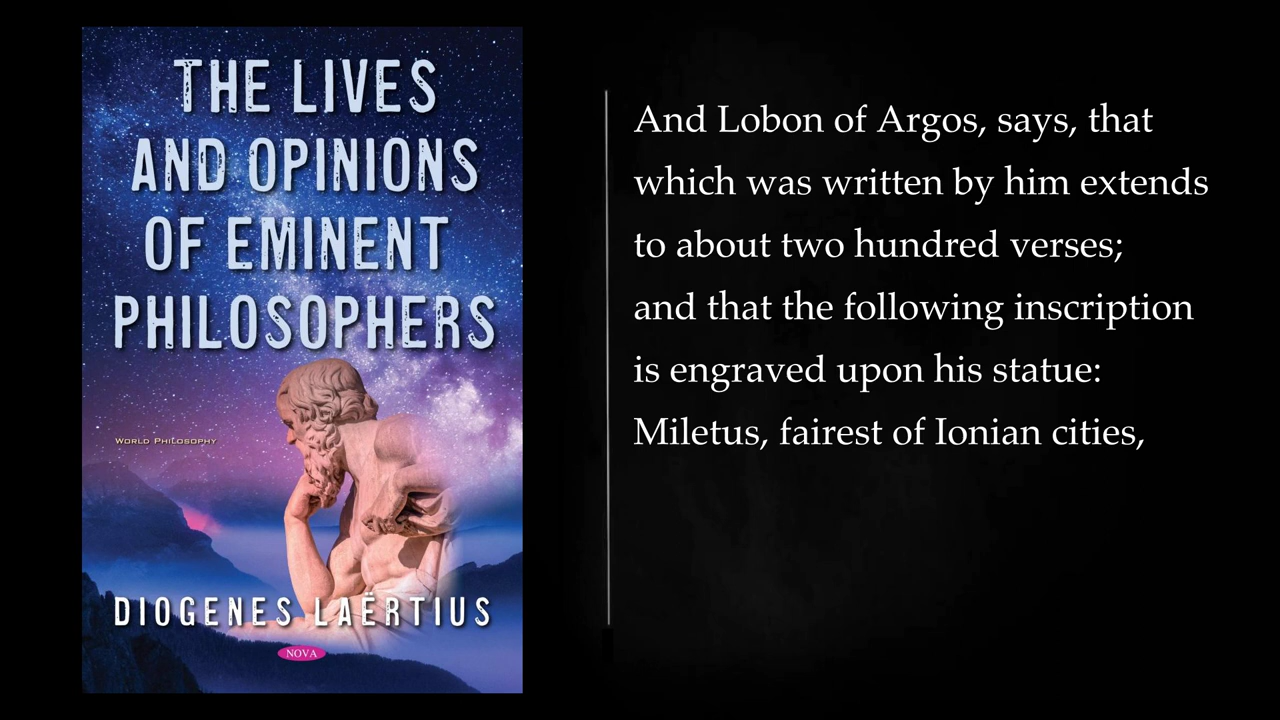 THE LIVES
AND OPINIONS
OF EMINENT
PHILOSOPHERS
WORLD PHILOSOPHY
DIOGENES LAËRTIUS
NOVA
And Lobon of Argos, says, that
which was written by him extends
to about two hundred verses;
and that the following inscription
is engraved upon his statue:
Miletus, fairest of Ionian cities,